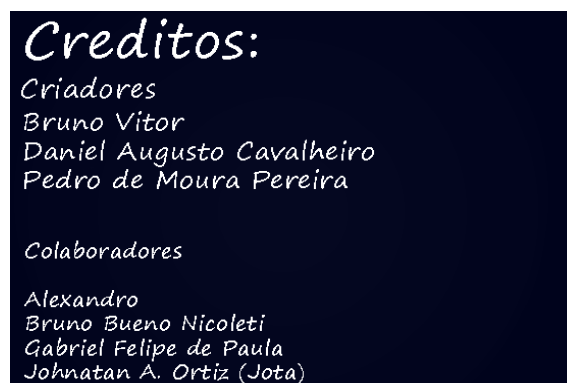 Creditos:
Criadores
Bruno Vitor
Daniel Augusto Cavalheiro
Pedro de Moura Pereira
Colaboradores
Alexandro
Bruno Bueno Nicoleti
Gabriel Felipe de Paula
Johnatan A. Ortiz (Jota)